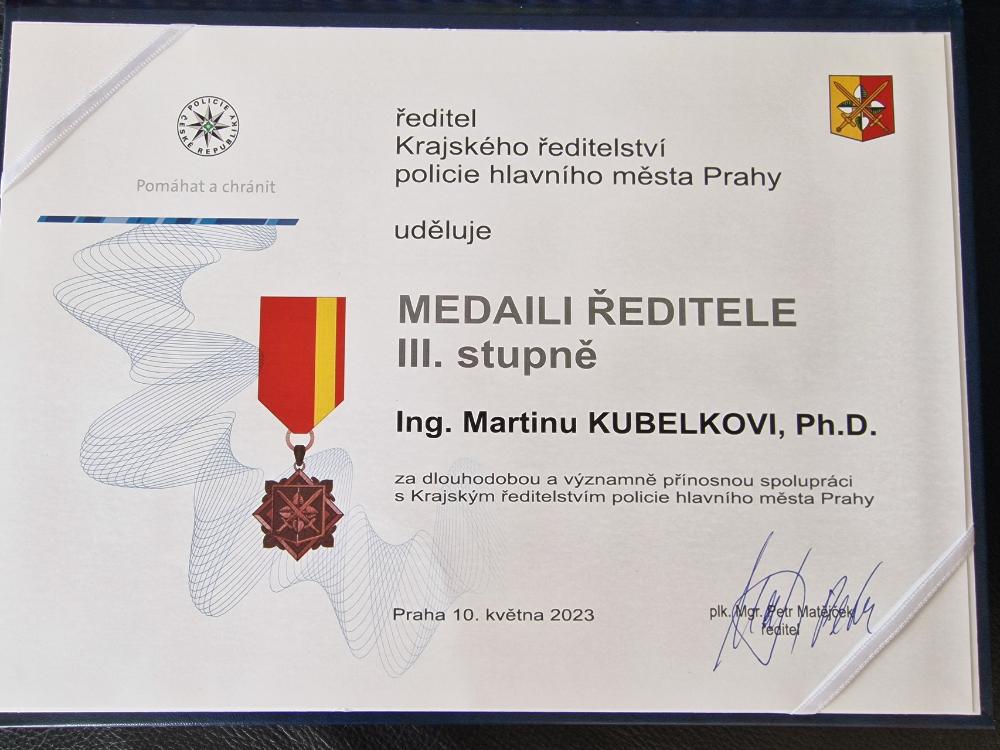 POLICIE
ČESKÉ REPUBLIKY
Pomáhat a chránit
ředitel
Krajského ředitelství
policie hlavního města Prahy
uděluje
MEDAILI ŘEDITELE
III. stupně
Ing. Martinu KUBELKOVI, Ph.D.
za dlouhodobou a významně přínosnou spolupráci
s Krajským ředitelstvím policie hlavního města Prahy
Praha 10. května 2023
plk. Mgr. Petr Matějček
ředitel